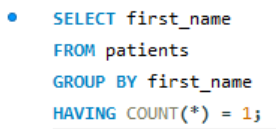 SELECT first_name
FROM patients
GROUP BY first_name
HAVING COUNT(*) = 1;